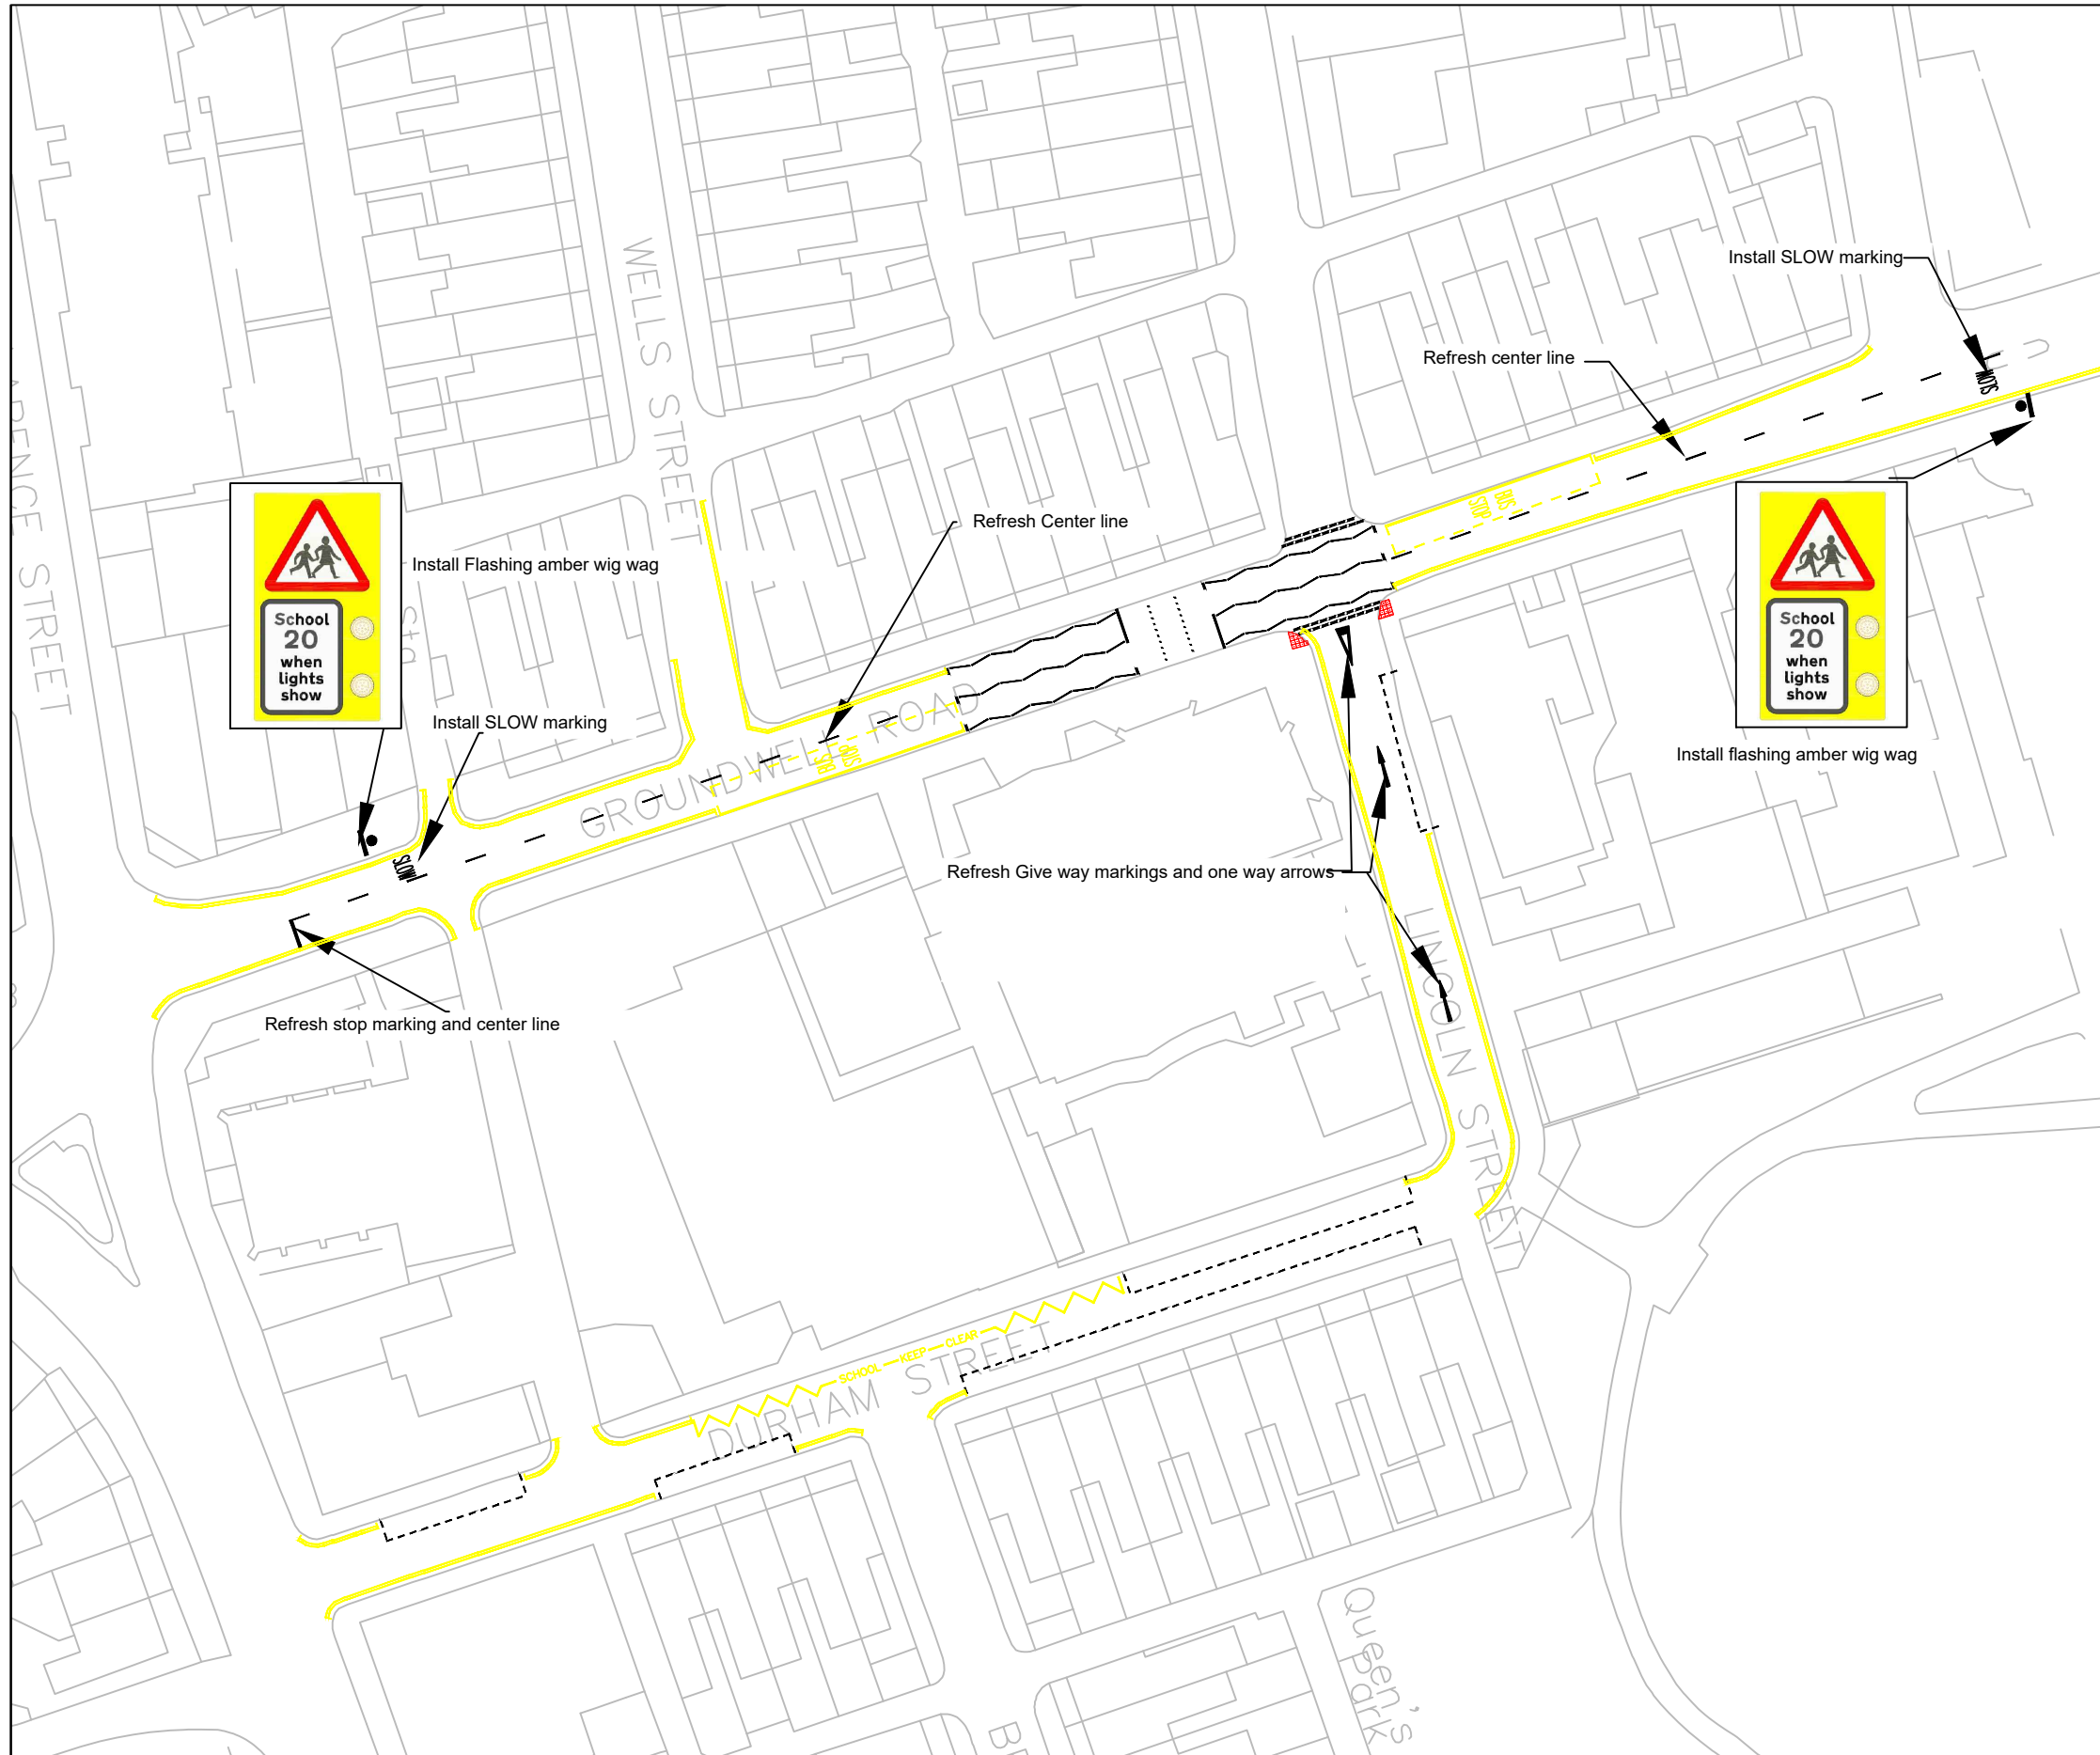 WELLS STREET
Install SLOW marking
Refresh center line
SLOW
BUS
STOP
Refresh Center line
Install Flashing amber wig wag
School
20
when
lights
show
Sta
School
20
when
lights
show
Install flashing amber wig wag
ARENCE STREET
Install SLOW marking
GROUNDWELL ROAD
BUS
STOP
SLOW
Refresh Give way markings and one way arrows
Refresh stop marking and center line
LINCOLN STREET
SCHOOL KEEP CLEAR
DURHAM STREET
Queen's
Park